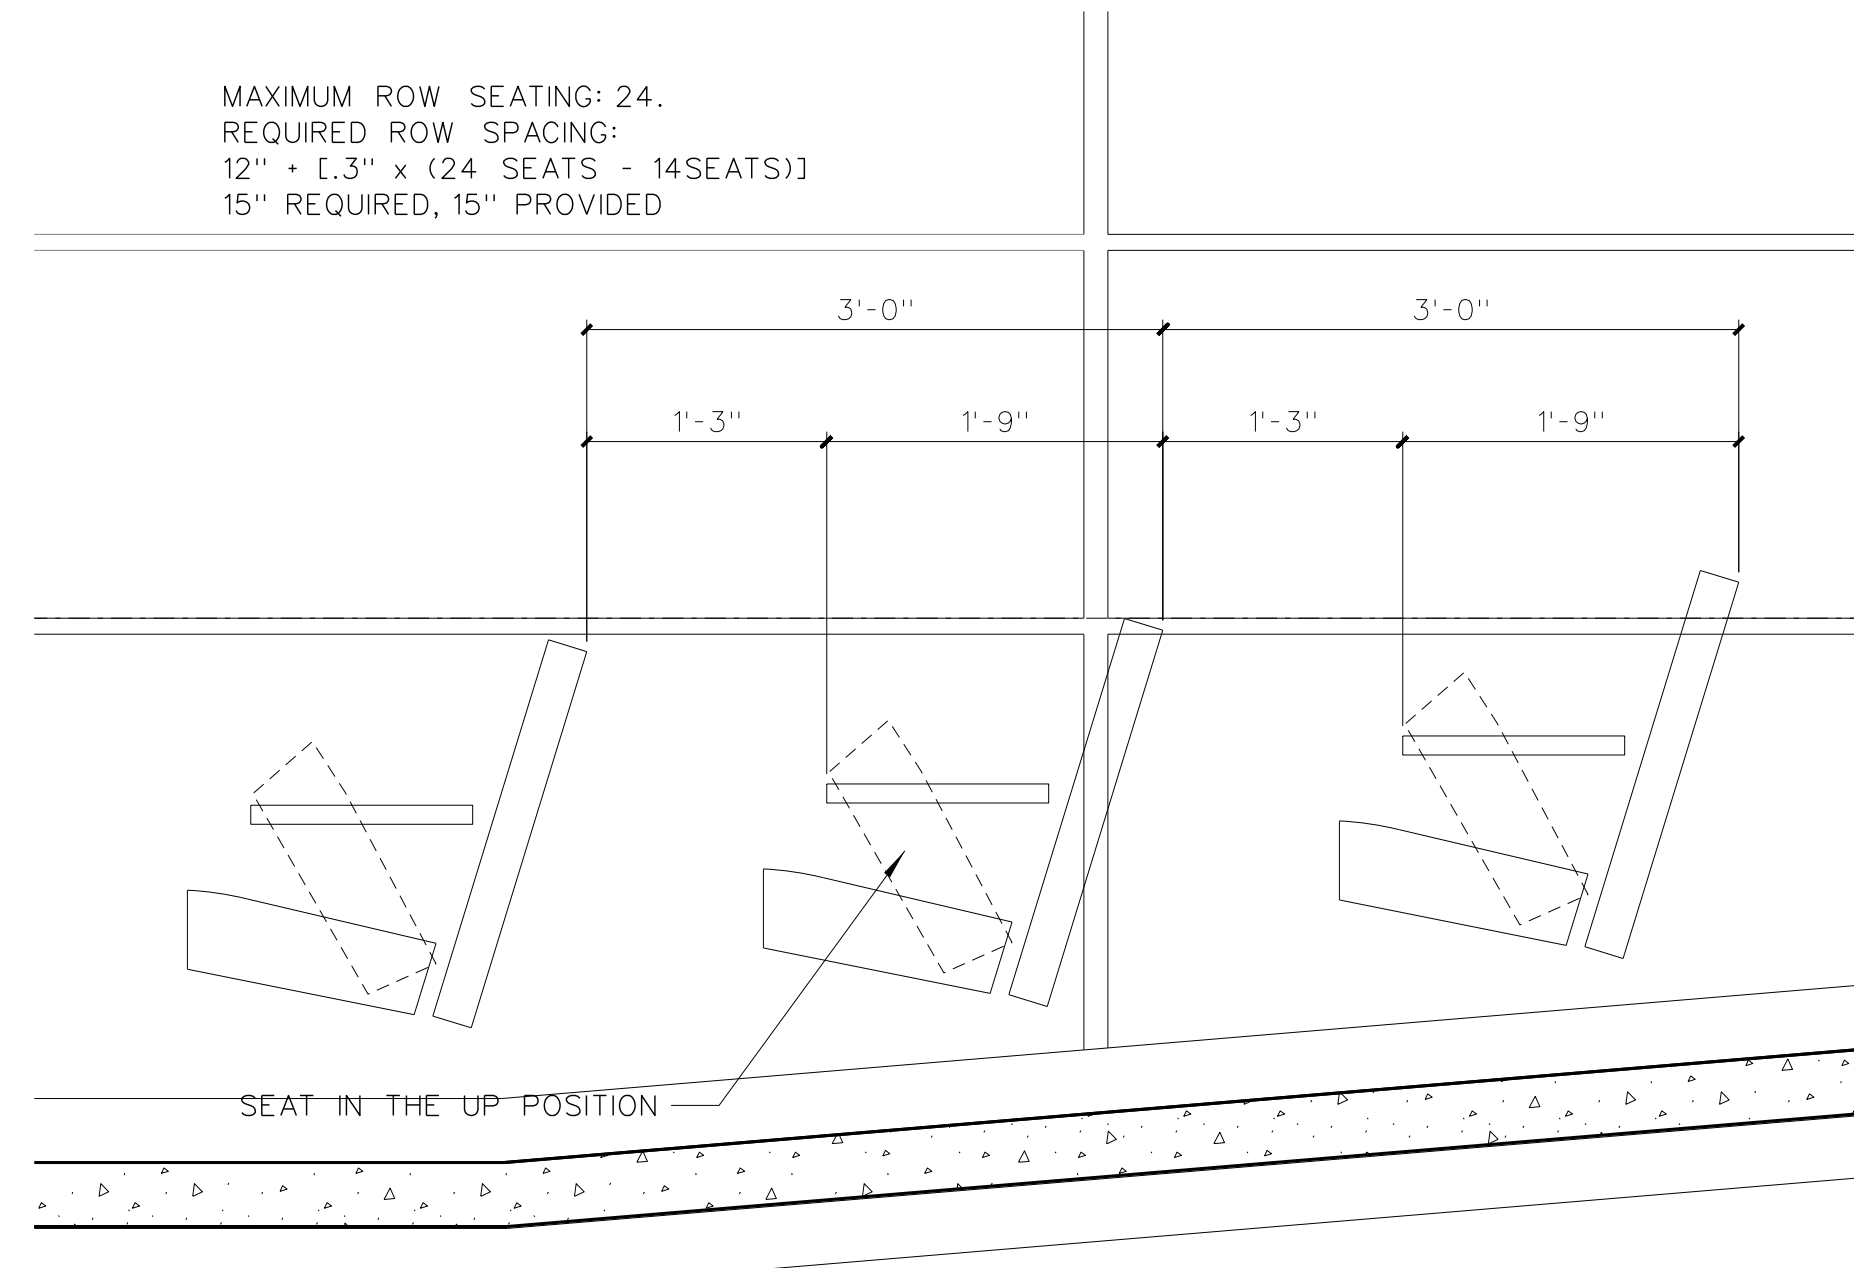 MAXIMUM ROW SEATING: 24.
REQUIRED ROW SPACING:
12" + [.3" x (24 SEATS - 14SEATS)]
15" REQUIRED, 15" PROVIDED
3'-0" 3'-0"
1'-3" 1'-9" 1'-3" 1'-9"
SEAT IN THE UP POSITION